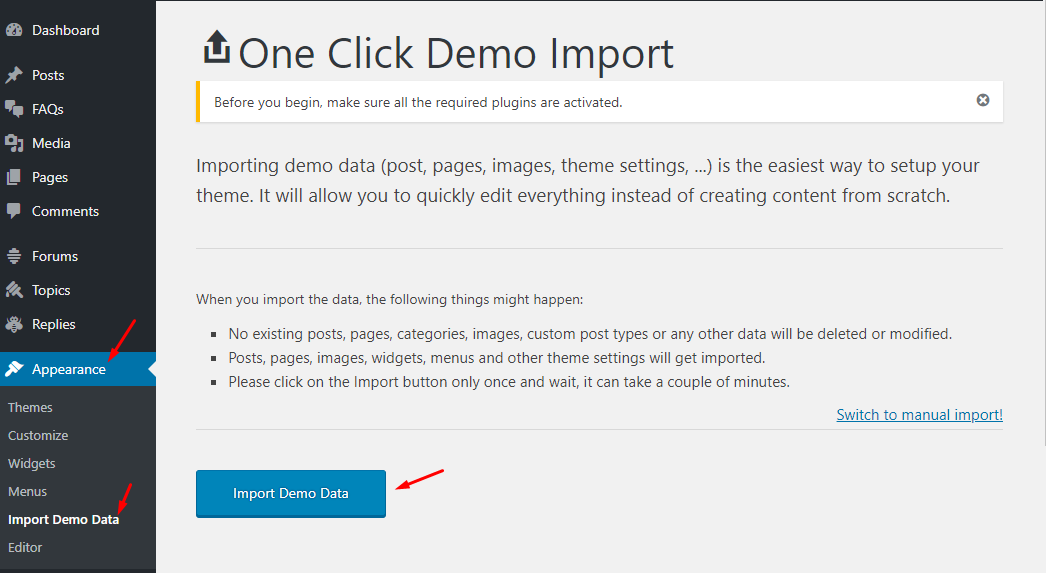 Dashboard
Posts
FAQs
Media
Pages
Comments
Forums
Topics
Replies
Appearance
Themes
Customize
Widgets
Menus
Import Demo Data
Editor
One Click Demo Import
Before you begin, make sure all the required plugins are activated.
Importing demo data (post, pages, images, theme settings, ...) is the easiest way to setup your
theme. It will allow you to quickly edit everything instead of creating content from scratch.
When you import the data, the following things might happen:
No existing posts, pages, categories, images, custom post types or any other data will be deleted or modified.
Posts, pages, images, widgets, menus and other theme settings will get imported.
Please click on the Import button only once and wait, it can take a couple of minutes.
Switch to manual import!
Import Demo Data